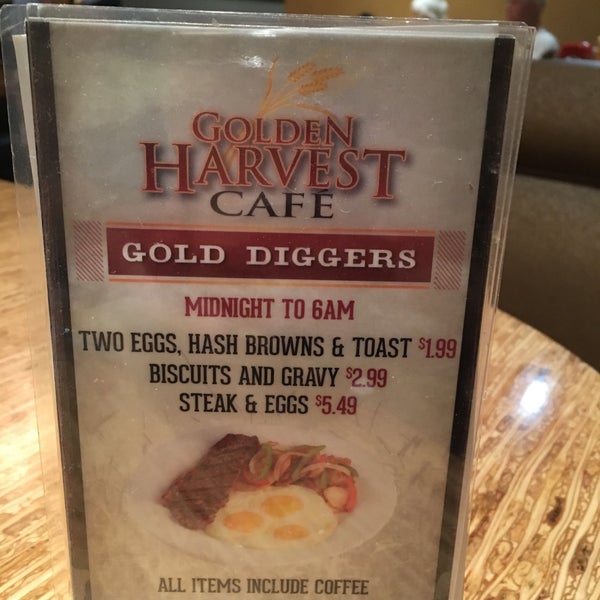 GOLDEN
HARVEST
CAFÉ
GOLD DIGGERS
MIDNIGHT TO 6AM
TWO EGGS, HASH BROWNS & TOAST $1.99
BISCUITS AND GRAVY $2.99
STEAK & EGGS $5.49
ALL ITEMS INCLUDE COFFEE